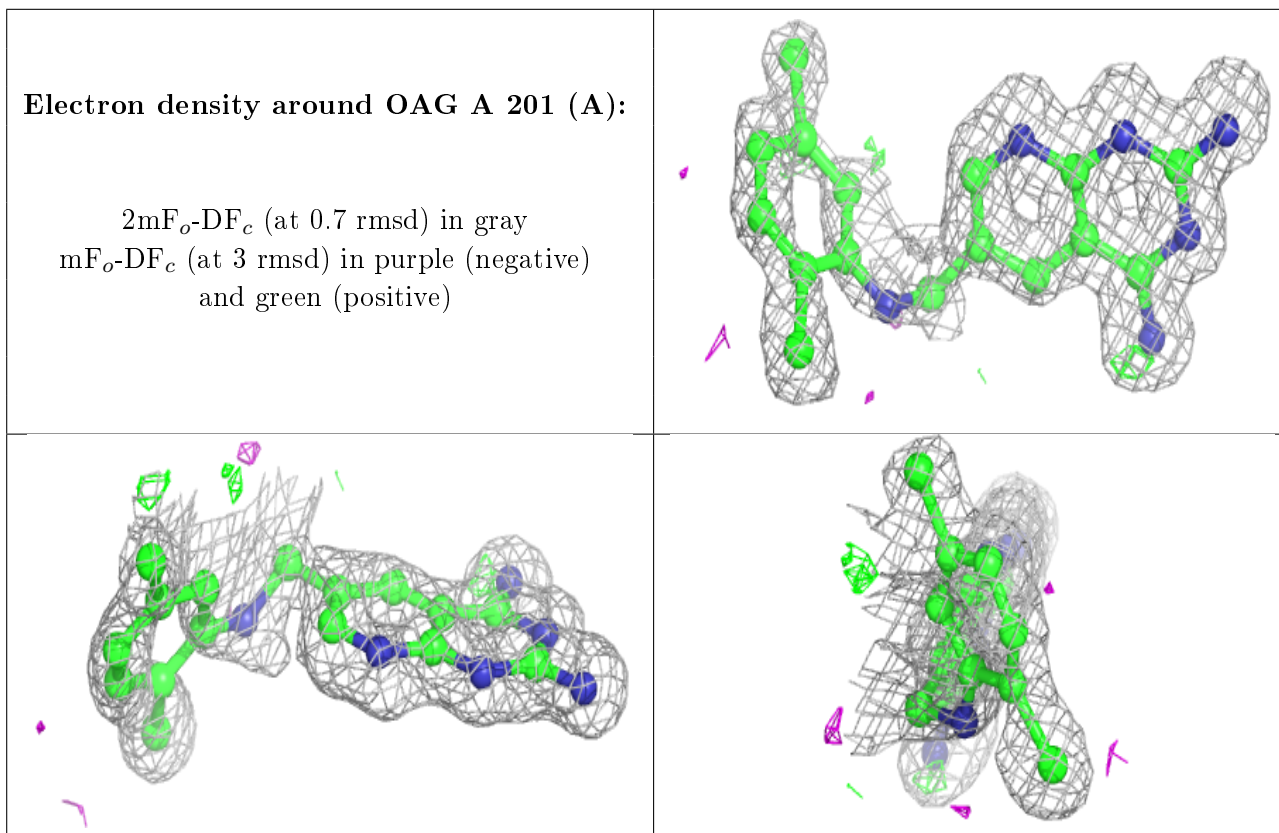 Electron density around OAG A 201 (A):
2mFₒ-DF𝒸 (at 0.7 rmsd) in gray
mFₒ-DF𝒸 (at 3 rmsd) in purple (negative)
and green (positive)